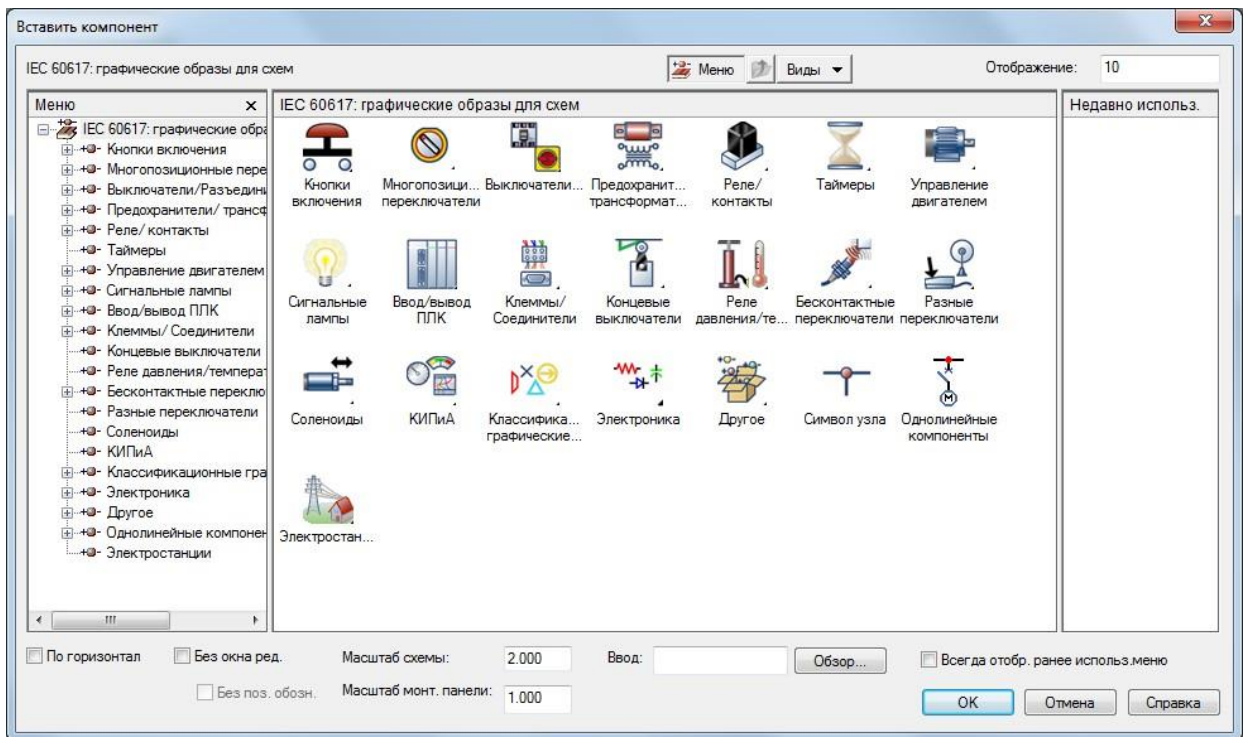 Вставить компонент
IEC 60617: графические образы для схем
Меню
Виды
Отображение:
10
Меню
IEC 60617: графические обра
Кнопки включения
Многопозиционные пере
Выключатели/Разъедини
Предохранители/ трансф
Реле/ контакты
Таймеры
Управление двигателем
Сигнальные лампы
Ввод/вывод ПЛК
Клеммы/ Соединители
Концевые выключатели
Реле давления/температ
Бесконтактные переклю
Разные переключатели
Соленоиды
КИПиА
Классификационные гра
Электроника
Другое
Однолинейные компонен
Электростанции
IEC 60617: графические образы для схем
Кнопки
включения
Многопозици...
переключатели
Выключатели...
Предохранит...
трансформат...
Реле/
контакты
Таймеры
Управление
двигателем
Сигнальные
лампы
Ввод/вывод
ПЛК
Клеммы/
Соединители
Концевые
выключатели
Реле
давления/те...
Бесконтактные
переключатели
Разные
переключатели
Соленоиды
КИПиА
Классифика...
графические...
Электроника
Другое
Символ узла
Однолинейные
компоненты
Электростан...
Недавно использ.
По горизонтал
Без окна ред.
Масштаб схемы:
2.000
Ввод:
Обзор...
Всегда отобр. ранее использ.меню
Без поз. обозн.
Масштаб монт. панели:
1.000
OK
Отмена
Справка